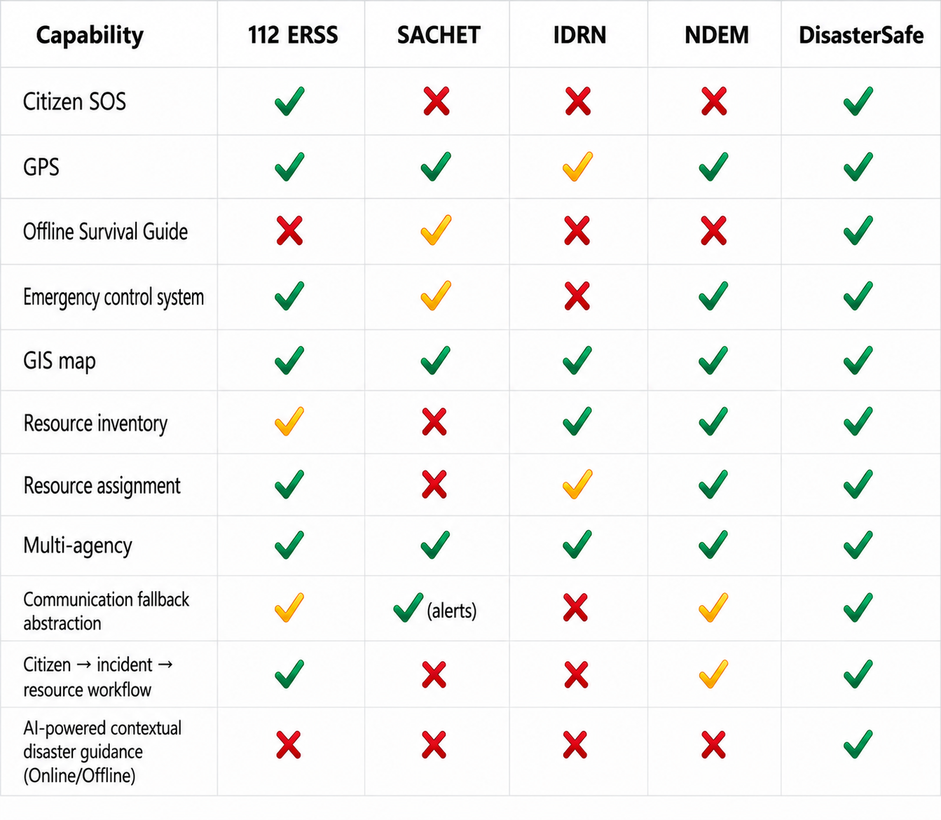 Capability 112 ERSS SACHET IDRN NDEM DisasterSafe
Citizen SOS
GPS
Offline Survival Guide
Emergency control system
GIS map
Resource inventory
Resource assignment
Multi-agency
Communication fallback
abstraction
(alerts)
Citizen → incident →
resource workflow
AI-powered contextual
disaster guidance
(Online/Offline)